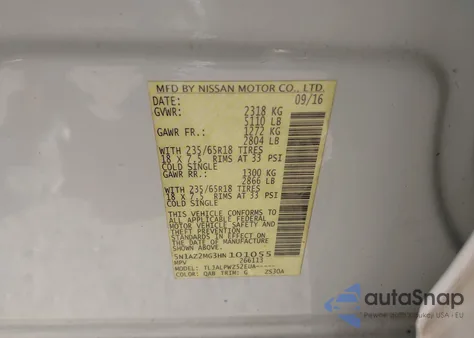 MFD BY NISSAN MOTOR CO., LTD.
DATE: 09/16
GVWR: 2318 KG
5110 LB
GAWR FR.: 1272 KG
2804 LB
WITH 235/65R18 TIRES
18 X 7.5 RIMS AT 33 PSI
COLD SINGLE
GAWR RR.: 1300 KG
2866 LB
WITH 235/65R18 TIRES
18 X 7.5 RIMS AT 33 PSI
COLD SINGLE
THIS VEHICLE CONFORMS TO
ALL APPLICABLE FEDERAL
MOTOR VEHICLE SAFETY
AND THEFT PREVENTION
STANDARDS IN EFFECT ON
THE DATE OF MANUFACTURE
SHOWN ABOVE.
5N1AZ2MG3HN101055
MPV 266113
MODEL:
COLOR: QAB TRIM: G
autoSnap